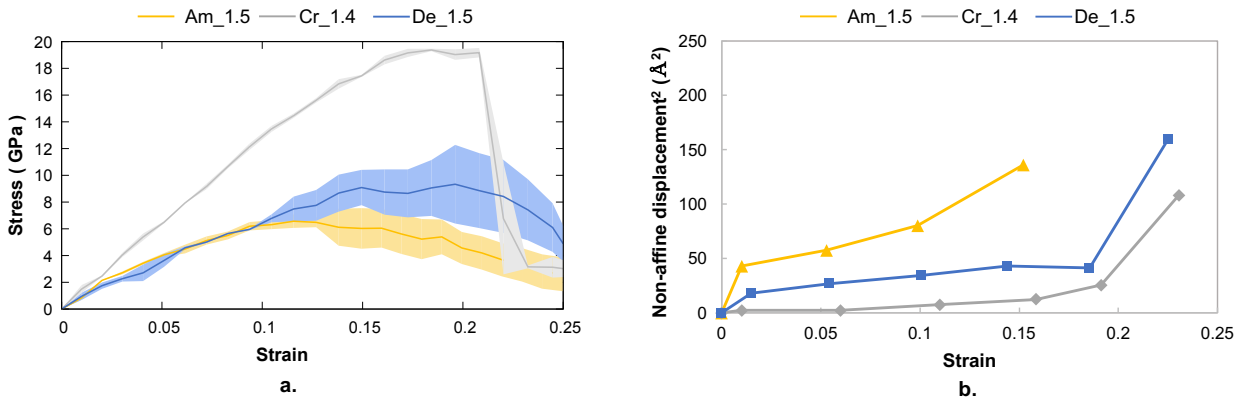 Am_1.5 Cr_1.4 De_1.5
20
18
16
14
12
10
8
6
4
2
0
Stress ( GPa )
0 0.05 0.1 0.15 0.2 0.25
Strain
a.
Am_1.5 Cr_1.4 De_1.5
250
200
150
100
50
0
Non-affine displacement² (Å²)
0 0.05 0.1 0.15 0.2 0.25
Strain
b.